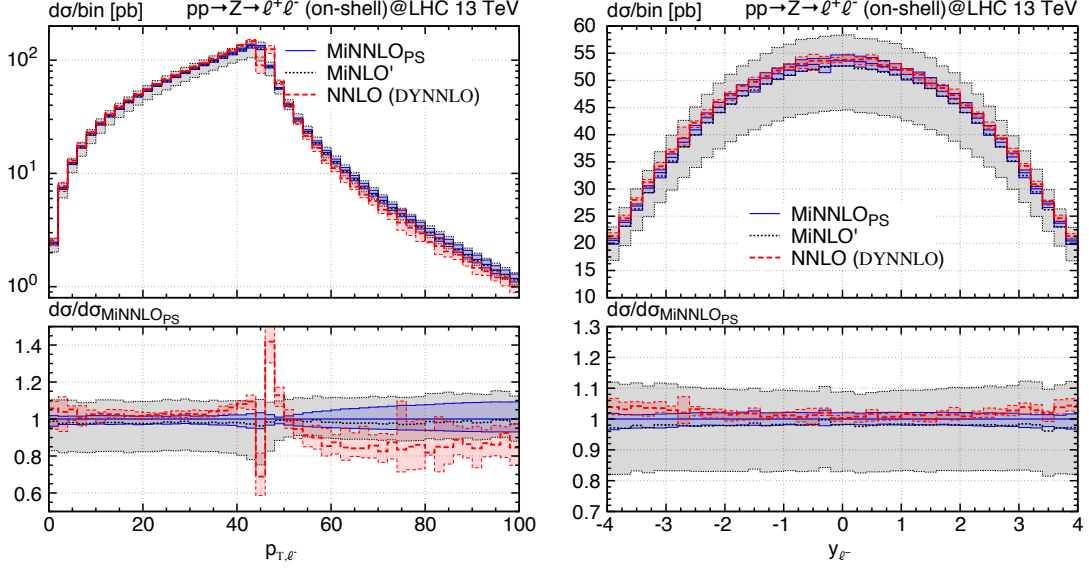 dσ/bin [pb] pp→Z→ℓ⁺ℓ⁻ (on-shell)@LHC 13 TeV
10²
10¹
10⁰
MiNNLO_PS
MiNLO'
NNLO (DYNNLO)
dσ/dσ_MiNNLO_PS
1.4
1.2
1
0.8
0.6
0 20 40 60 80 100
p_T,ℓ⁻
dσ/bin [pb] pp→Z→ℓ⁺ℓ⁻ (on-shell)@LHC 13 TeV
60
55
50
45
40
35
30
25
20
15
10
MiNNLO_PS
MiNLO'
NNLO (DYNNLO)
dσ/dσ_MiNNLO_PS
1.3
1.2
1.1
1
0.9
0.8
0.7
-4 -3 -2 -1 0 1 2 3 4
y_ℓ⁻